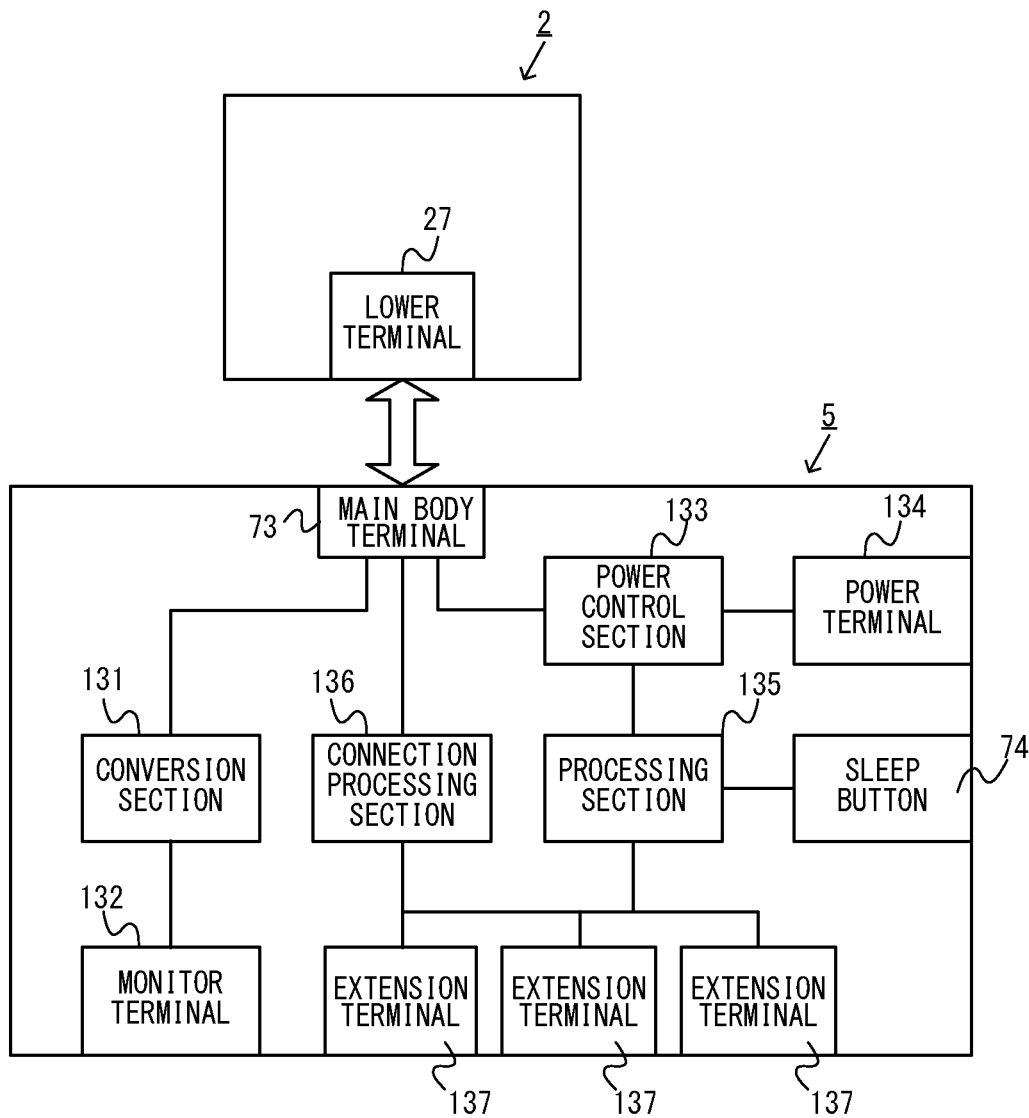 2
27
LOWER
TERMINAL
5
MAIN BODY
TERMINAL
73
133
134
POWER
CONTROL
SECTION
POWER
TERMINAL
131
136
135
74
CONVERSION
SECTION
CONNECTION
PROCESSING
SECTION
PROCESSING
SECTION
SLEEP
BUTTON
132
MONITOR
TERMINAL
EXTENSION
TERMINAL
EXTENSION
TERMINAL
EXTENSION
TERMINAL
137
137
137